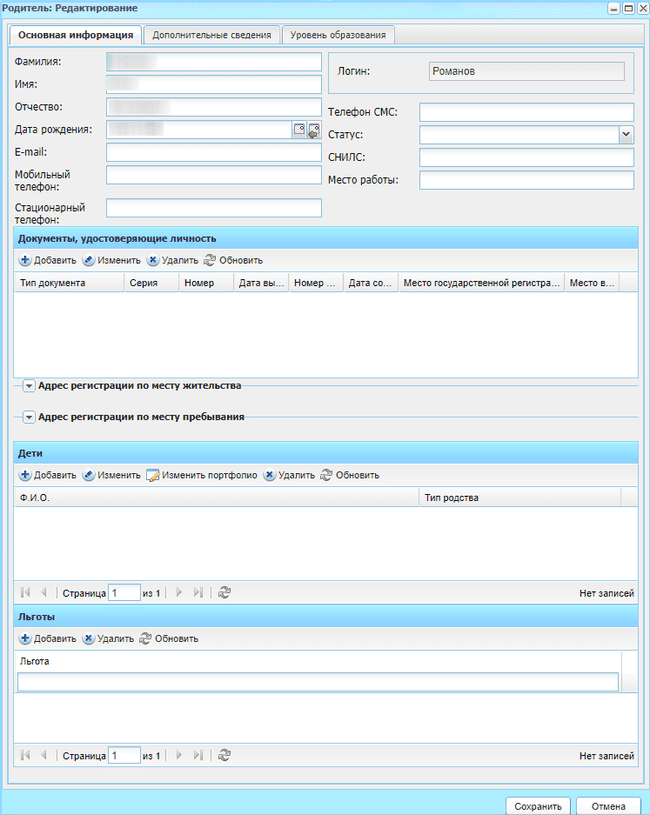 Родитель: Редактирование
Основная информация Дополнительные сведения Уровень образования
Фамилия:
Имя:
Отчество:
Дата рождения:
E-mail:
Мобильный
телефон:
Стационарный
телефон:
Логин: Романов
Телефон СМС:
Статус:
СНИЛС:
Место работы:
Документы, удостоверяющие личность
Добавить Изменить Удалить Обновить
Тип документа Серия Номер Дата вы... Номер ... Дата со... Место государственной регистра... Место в...
Адрес регистрации по месту жительства
Адрес регистрации по месту пребывания
Дети
Добавить Изменить Изменить портфолио Удалить Обновить
Ф.И.О. Тип родства
Страница 1 из 1 Нет записей
Льготы
Добавить Удалить Обновить
Льгота
Страница 1 из 1 Нет записей
Сохранить Отмена